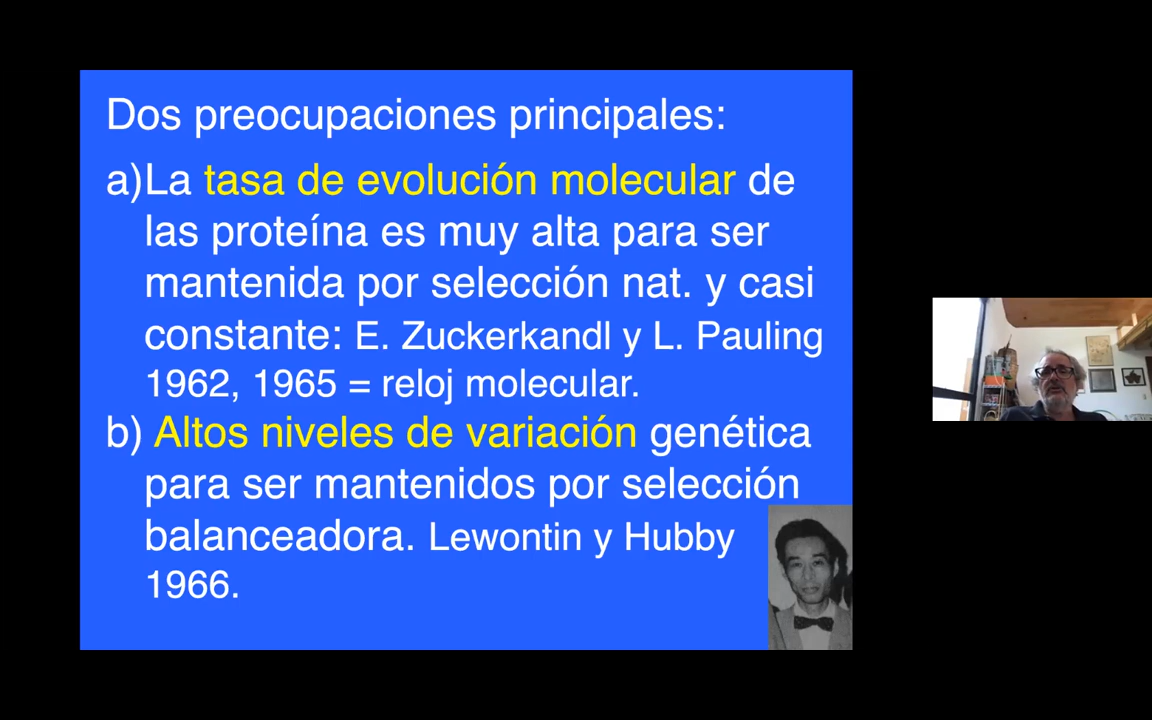 Dos preocupaciones principales:
a)La tasa de evolución molecular de
las proteína es muy alta para ser
mantenida por selección nat. y casi
constante: E. Zuckerkandl y L. Pauling
1962, 1965 = reloj molecular.
b) Altos niveles de variación genética
para ser mantenidos por selección
balanceadora. Lewontin y Hubby
1966.